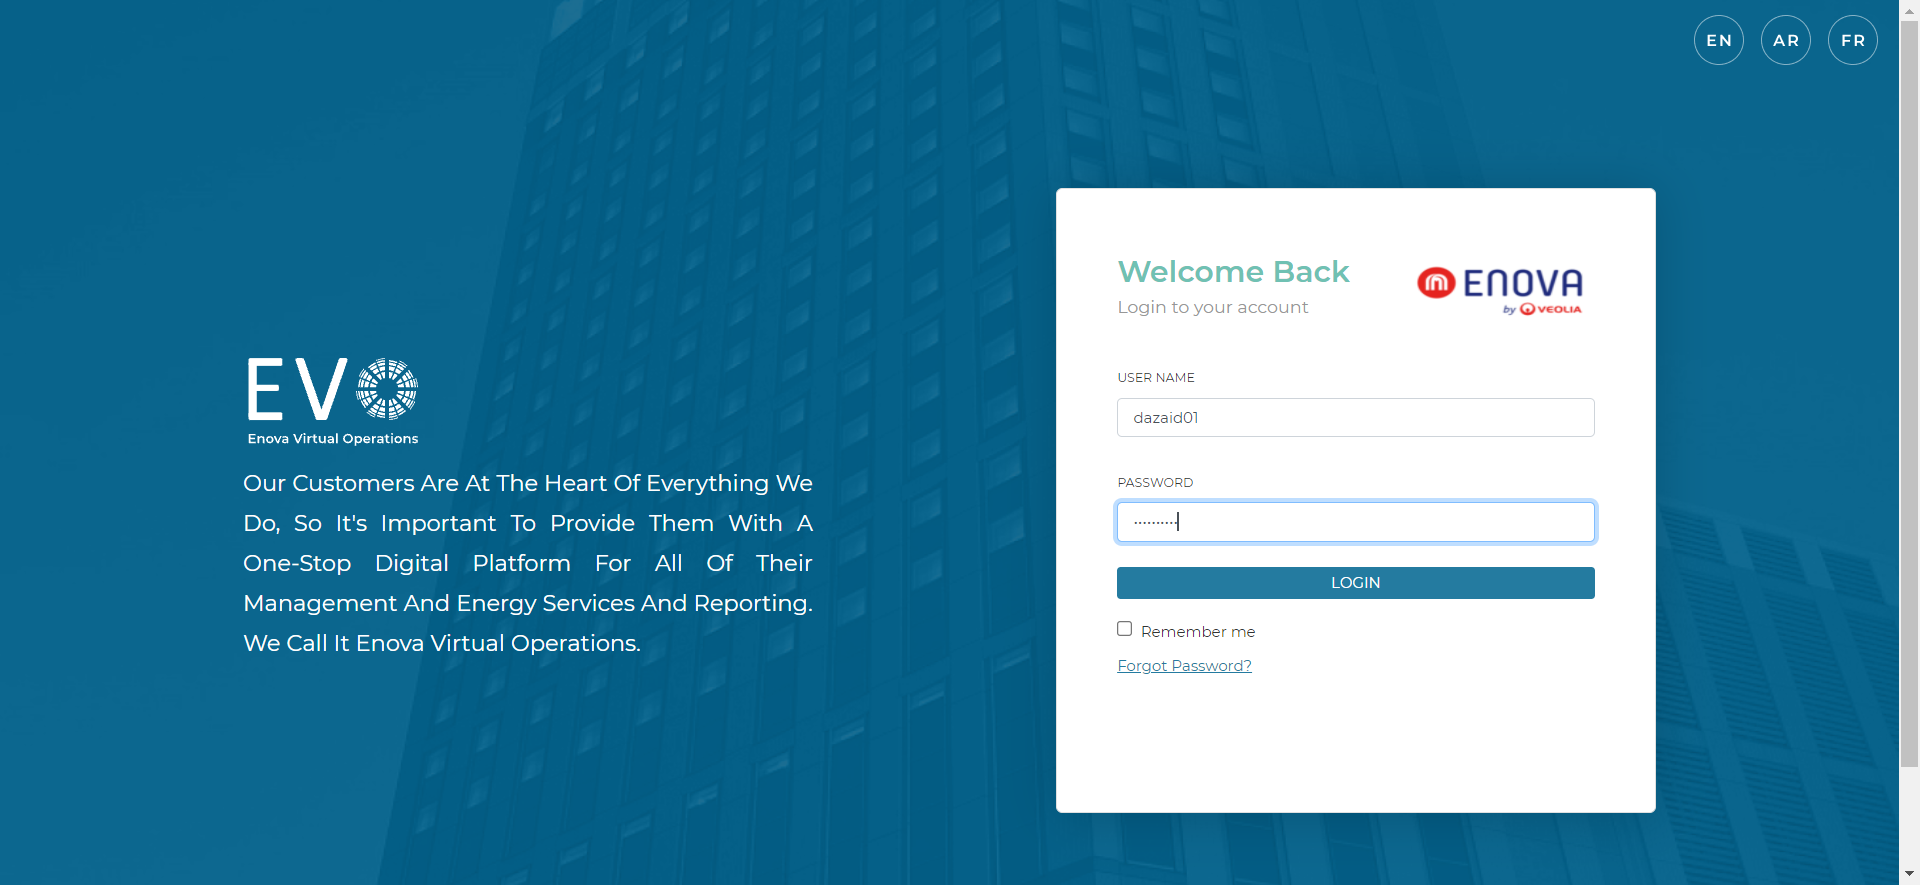 EN AR FR
Welcome Back
Login to your account
ENOVA
by VEOLIA
USER NAME
dazaid01
PASSWORD
LOGIN
Remember me
Forgot Password?
EVO
Enova Virtual Operations
Our Customers Are At The Heart Of Everything We
Do, So It's Important To Provide Them With A
One-Stop Digital Platform For All Of Their
Management And Energy Services And Reporting.
We Call It Enova Virtual Operations.